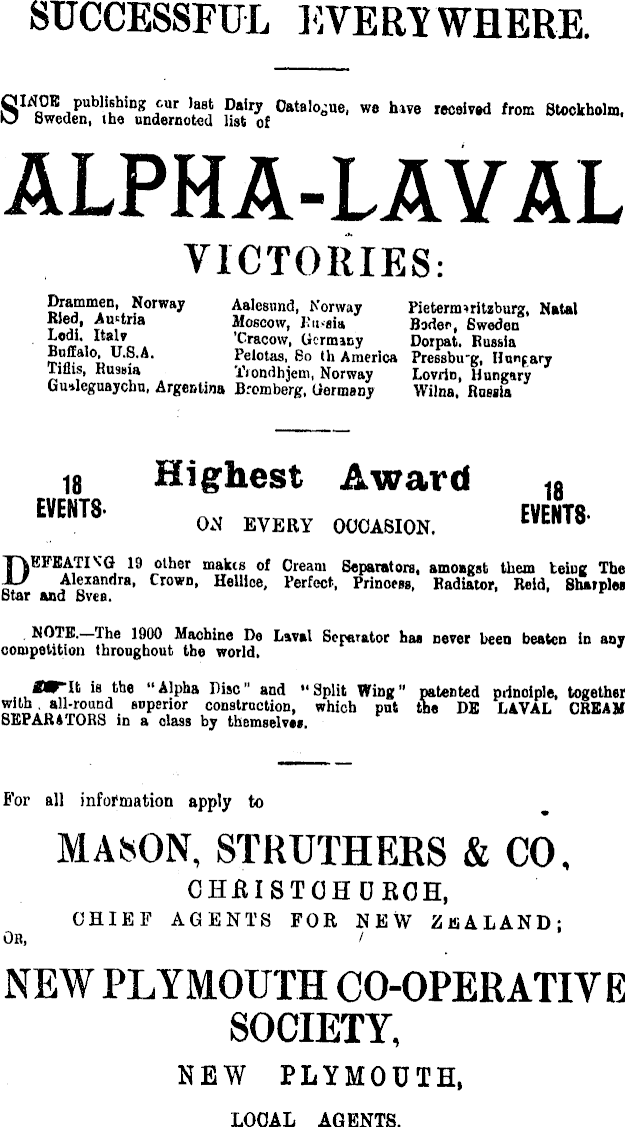 SUCCESSFUL EVERYWHERE.
SINCE publishing our last Dairy Catalogue, we have received from Stockholm,
Sweden, the undernoted list of
ALPHA-LAVAL
VICTORIES:
Drammen, Norway
Ried, Austria
Lodi, Italy
Buffalo, U.S.A.
Tiflis, Russia
Gualeguaychu, Argentina
Aalesund, Norway
Moscow, Russia
Cracow, Germany
Pelotas, South America
Trondhjem, Norway
Bromberg, Germany
Pietermaritzburg, Natal
Boden, Sweden
Dorpat, Russia
Pressburg, Hungary
Lovrin, Hungary
Wilna, Russia
18
EVENTS.
Highest Award
ON EVERY OCCASION.
18
EVENTS.
DEFEATING 19 other makes of Cream Separators, amongst them being The
Alexandra, Crown, Hellice, Perfect, Princess, Radiator, Reid, Sharples
Star and Svea.
NOTE.—The 1900 Machine De Laval Separator has never been beaten in any
competition throughout the world.
☛It is the "Alpha Disc" and "Split Wing" patented principle, together
with all-round superior construction, which put the DE LAVAL CREAM
SEPARATORS in a class by themselves.
For all information apply to
MASON, STRUTHERS & CO,
CHRISTCHURCH,
CHIEF AGENTS FOR NEW ZEALAND;
OR,
NEW PLYMOUTH CO-OPERATIVE
SOCIETY,
NEW PLYMOUTH,
LOCAL AGENTS.